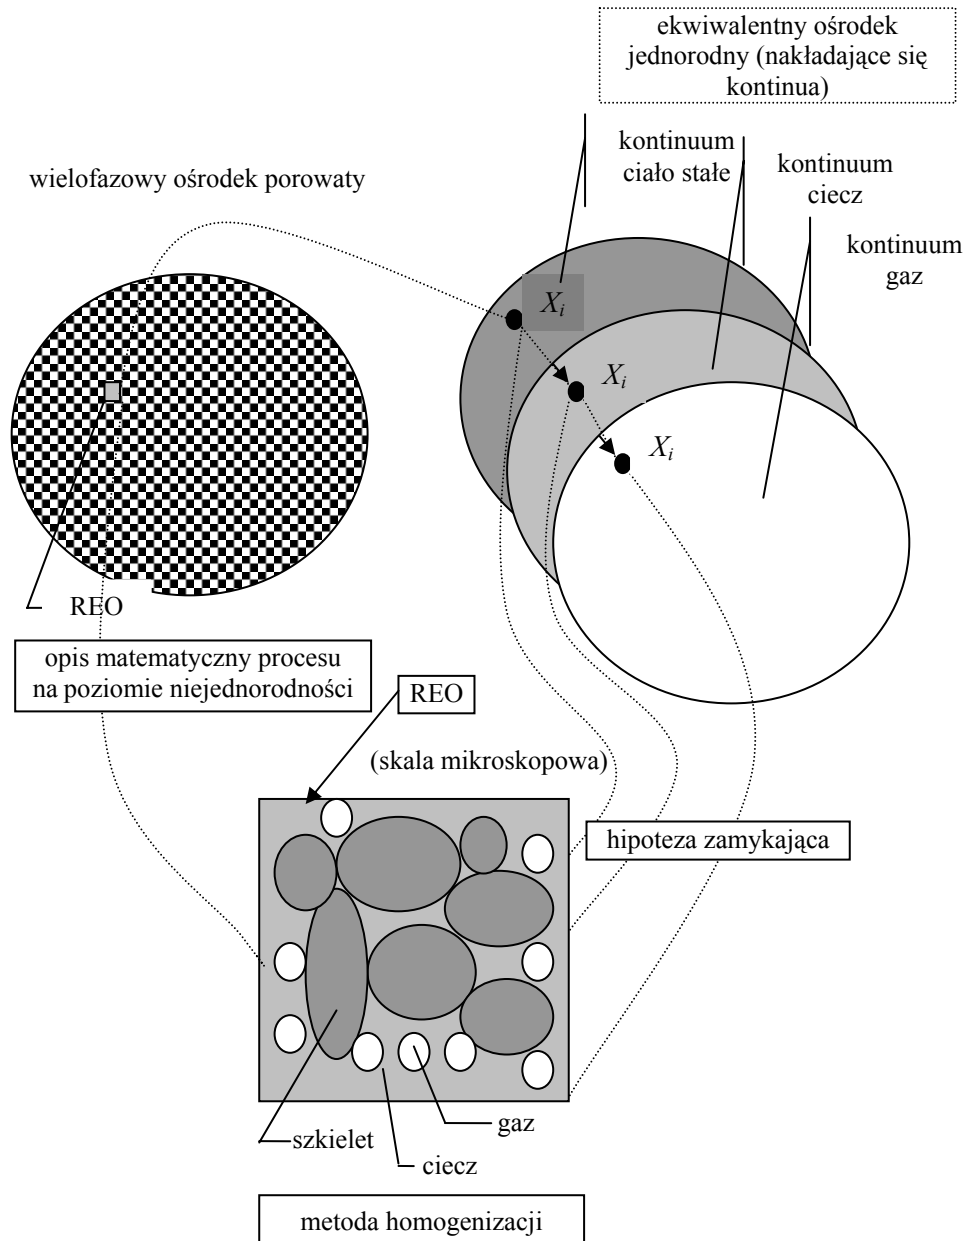 ekwiwalentny ośrodek
jednorodny (nakładające się
kontinua)
kontinuum
ciało stałe
kontinuum
ciecz
kontinuum
gaz
wielofazowy ośrodek porowaty
X_i
X_i
X_i
REO
opis matematyczny procesu
na poziomie niejednorodności
REO
(skala mikroskopowa)
hipoteza zamykająca
gaz
szkielet
ciecz
metoda homogenizacji